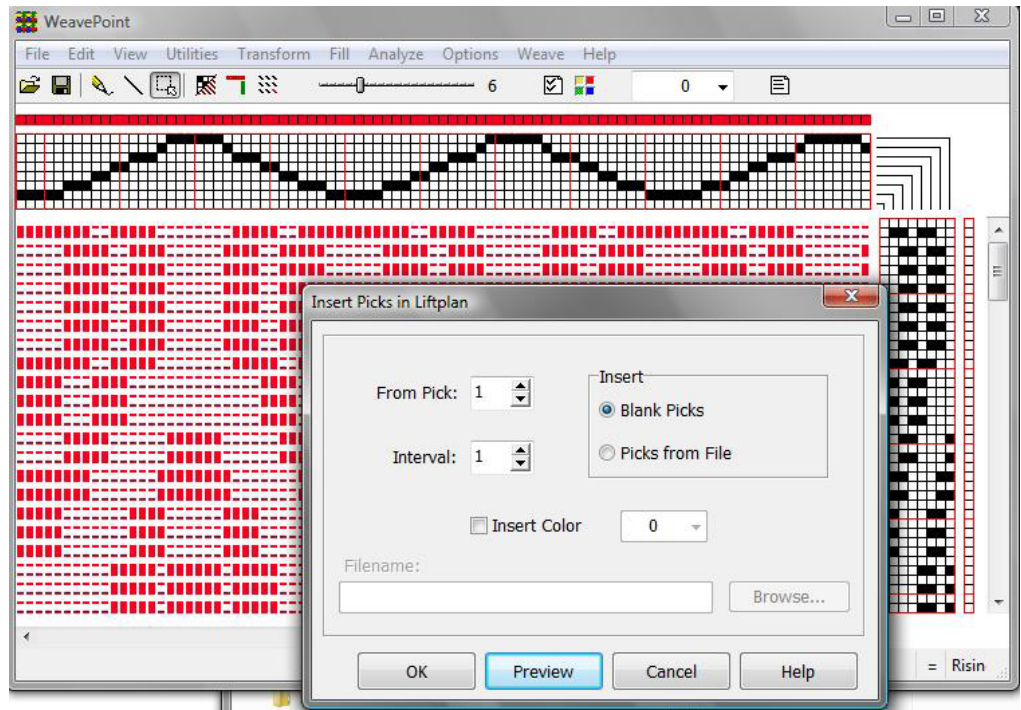 WeavePoint
File Edit View Utilities Transform Fill Analyze Options Weave Help
6 0
Insert Picks in Liftplan
From Pick: 1
Insert
Blank Picks
Interval: 1
Picks from File
Insert Color 0
Filename:
Browse...
OK Preview Cancel Help
= Risin